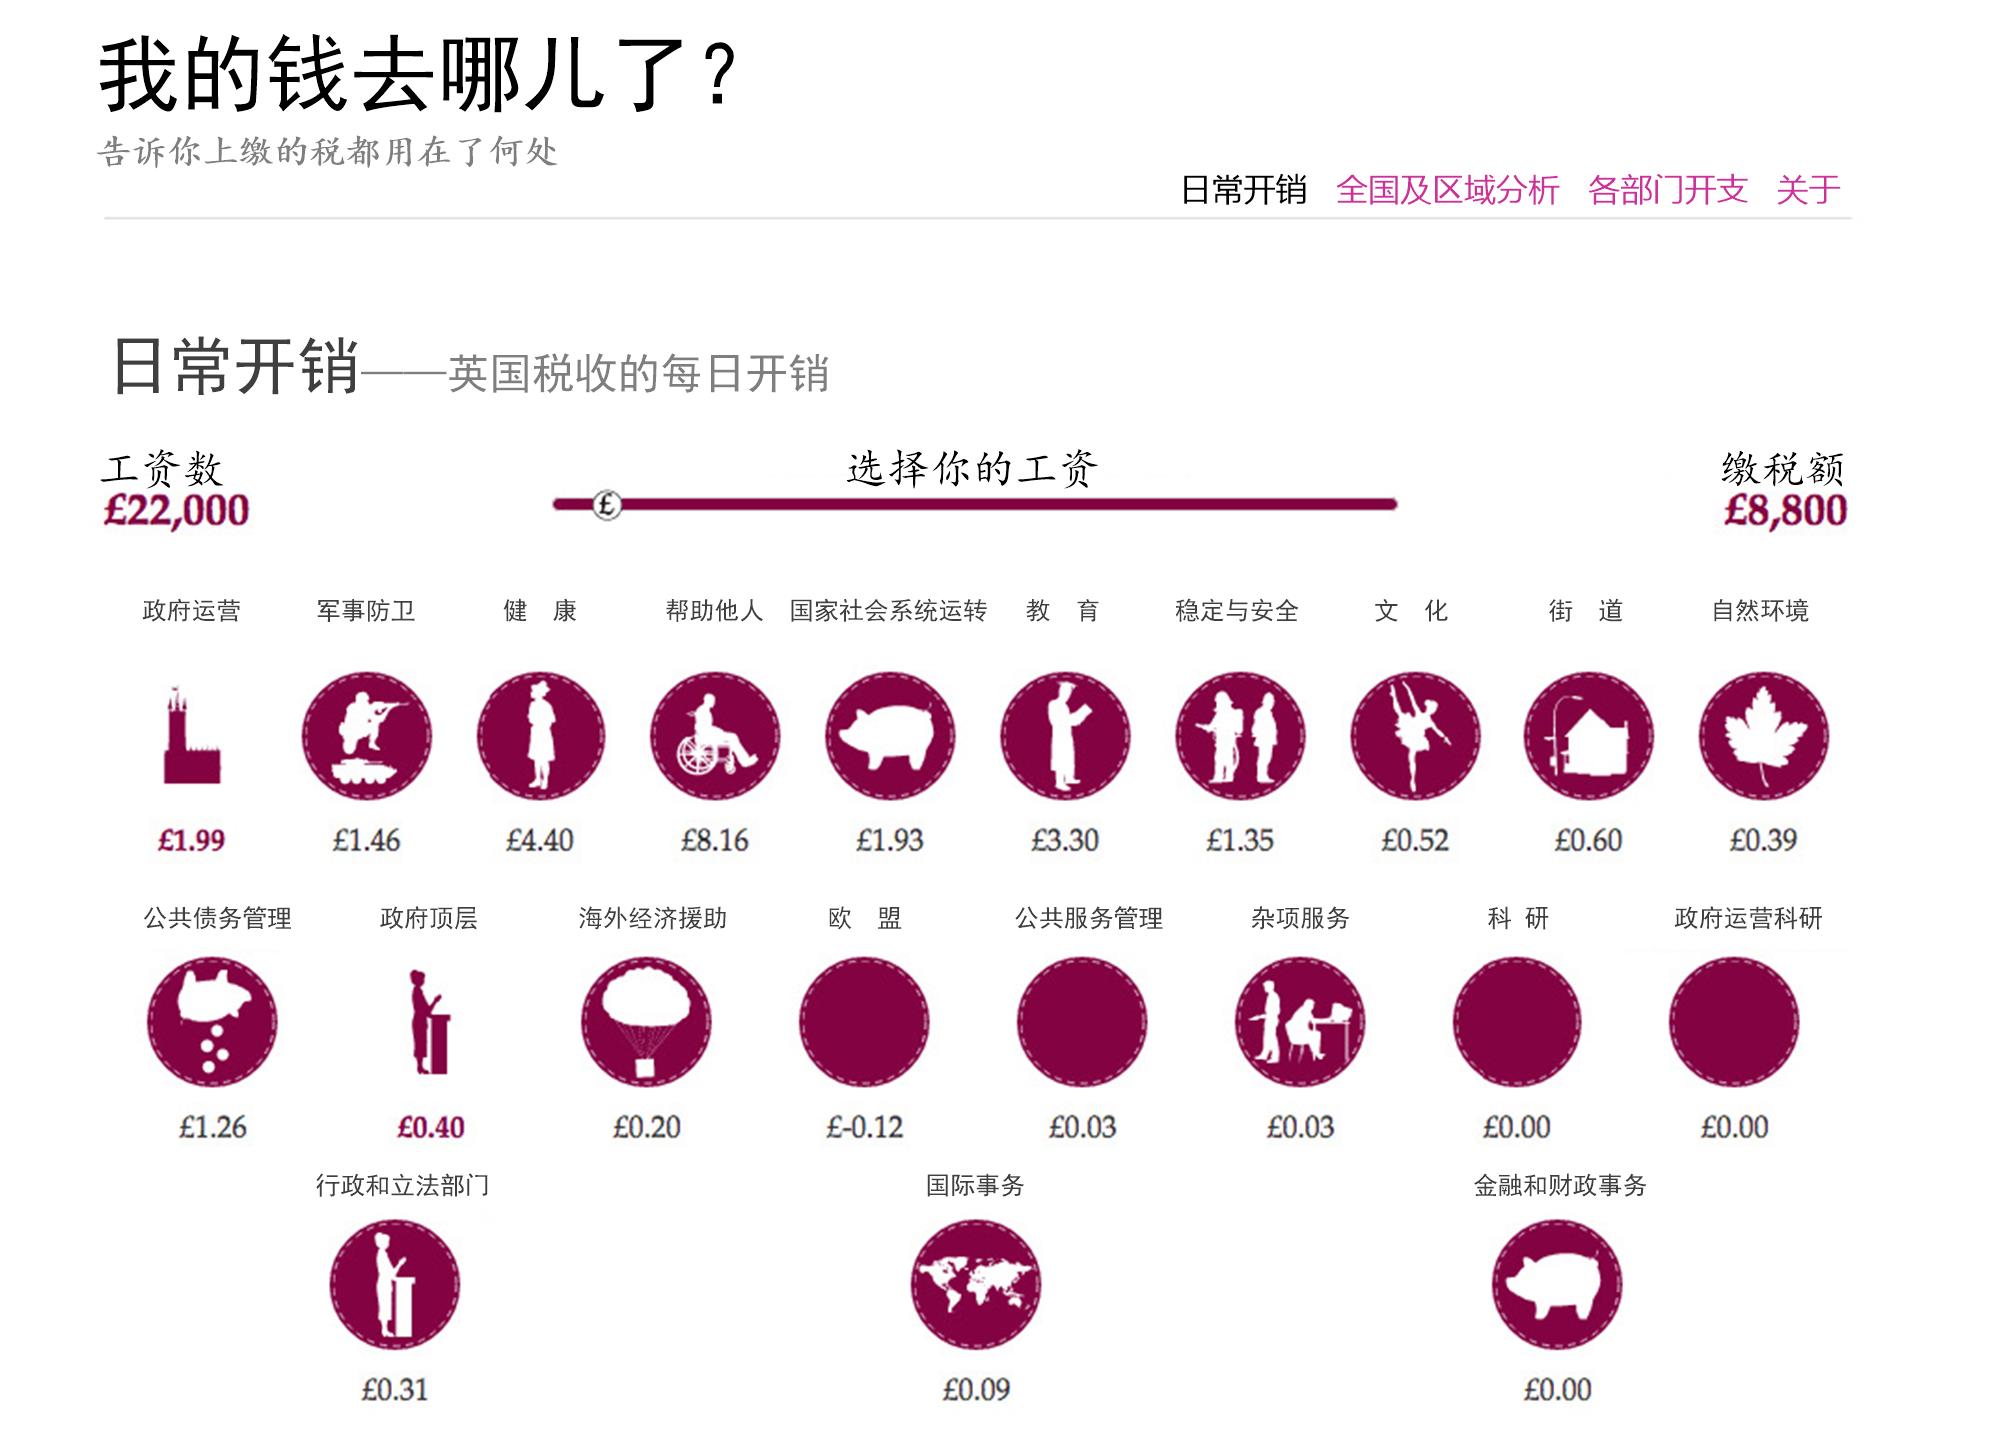 我的钱去哪儿了?
告诉你上缴的税都用在了何处
日常开销 全国及区域分析 各部门开支 关于
日常开销——英国税收的每日开销
工资数 选择你的工资 缴税额
£22,000 £ £8,800
政府运营 军事防卫 健 康 帮助他人 国家社会系统运转 教 育 稳定与安全 文 化 街 道 自然环境
£1.99 £1.46 £4.40 £8.16 £1.93 £3.30 £1.35 £0.52 £0.60 £0.39
公共债务管理 政府顶层 海外经济援助 欧 盟 公共服务管理 杂项服务 科 研 政府运营科研
£1.26 £0.40 £0.20 £-0.12 £0.03 £0.03 £0.00 £0.00
行政和立法部门 国际事务 金融和财政事务
£0.31 £0.09 £0.00